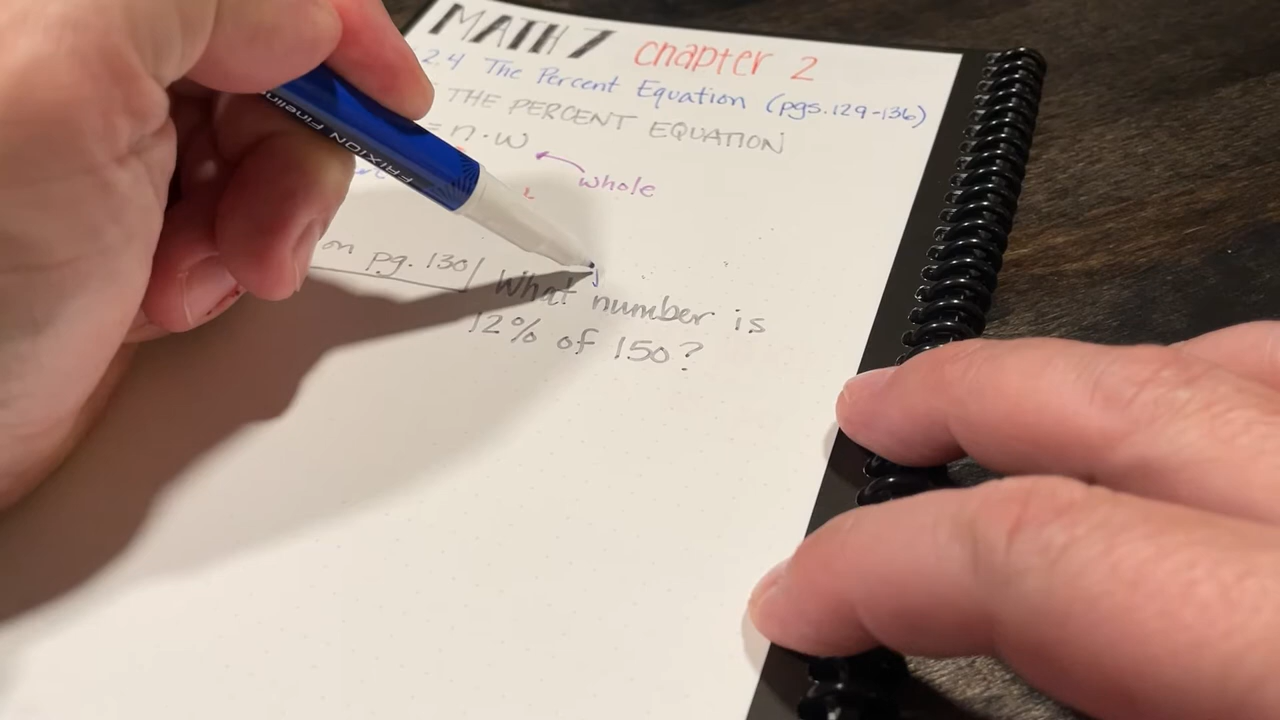 MATH 7 chapter 2
2.4 The Percent Equation (pgs. 129-136)
THE PERCENT EQUATION
= n · w
whole
on pg. 130 What number is
12% of 150?
FRIXION Fineliner